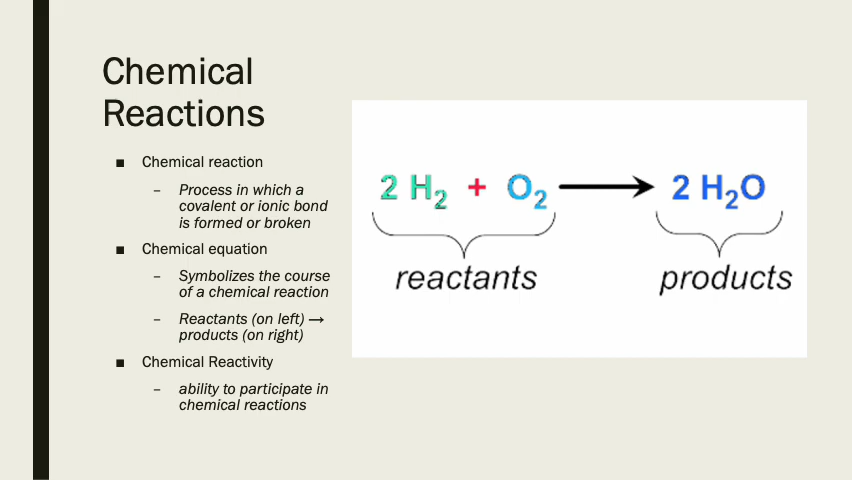 Chemical
Reactions
■ Chemical reaction
– Process in which a
covalent or ionic bond
is formed or broken
■ Chemical equation
– Symbolizes the course
of a chemical reaction
– Reactants (on left) →
products (on right)
■ Chemical Reactivity
– ability to participate in
chemical reactions
2 H₂ + O₂ → 2 H₂O
reactants products